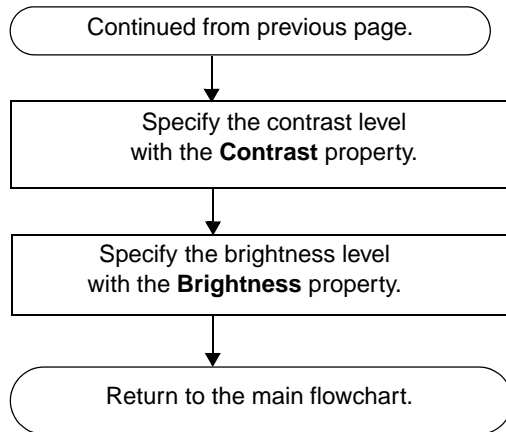 Continued from previous page.
Specify the contrast level
with the Contrast property.
Specify the brightness level
with the Brightness property.
Return to the main flowchart.